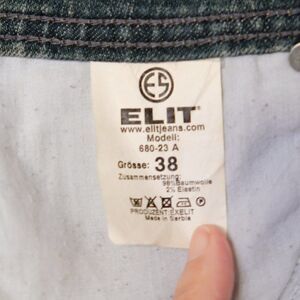 ES
ELIT
www.elitjeans.com
Modell:
680-23 A
Grösse: 38
Zusammensetzung:
98%Baumwolle
2% Elastin
PRODUZENT:EXELIT
Made in Serbia